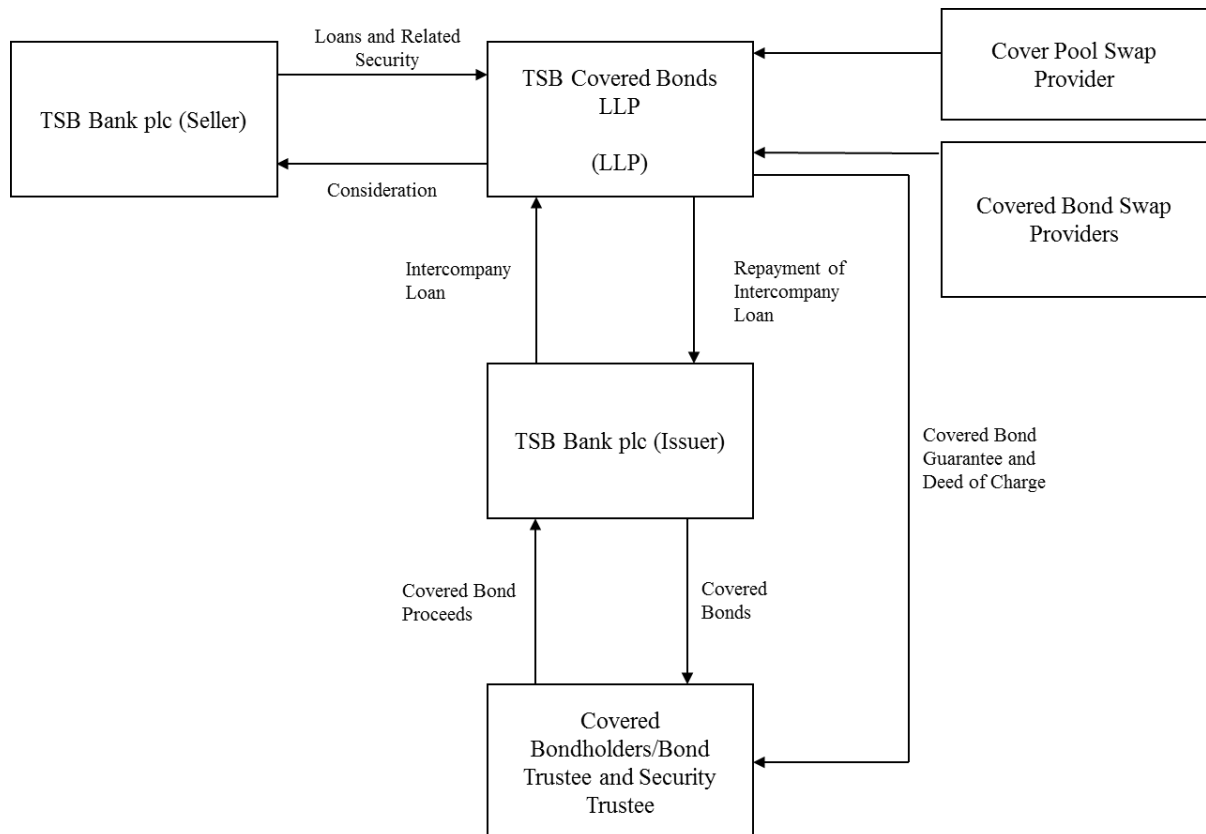 Loans and Related
Security
TSB Bank plc (Seller)
TSB Covered Bonds
LLP
(LLP)
Cover Pool Swap
Provider
Consideration
Covered Bond Swap
Providers
Intercompany
Loan
Repayment of
Intercompany
Loan
TSB Bank plc (Issuer)
Covered Bond
Guarantee and
Deed of Charge
Covered Bond
Proceeds
Covered
Bonds
Covered
Bondholders/Bond
Trustee and Security
Trustee